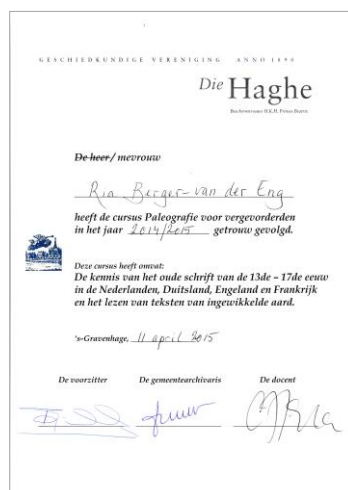 GESCHIEDKUNDIGE VERENIGING ANNO 1890
Die Haghe
De heer / mevrouw
Ria Berger-van der Eng
heeft de cursus Paleografie voor vergevorderden
in het jaar 2014/2015 getrouw gevolgd.
Deze cursus heeft omvat:
De kennis van het oude schrift van de 13de – 17de eeuw
in de Nederlanden, Duitsland, Engeland en Frankrijk
en het lezen van teksten van ingewikkelde aard.
's-Gravenhage, 11 april 2015
De voorzitter De gemeentearchivaris De docent